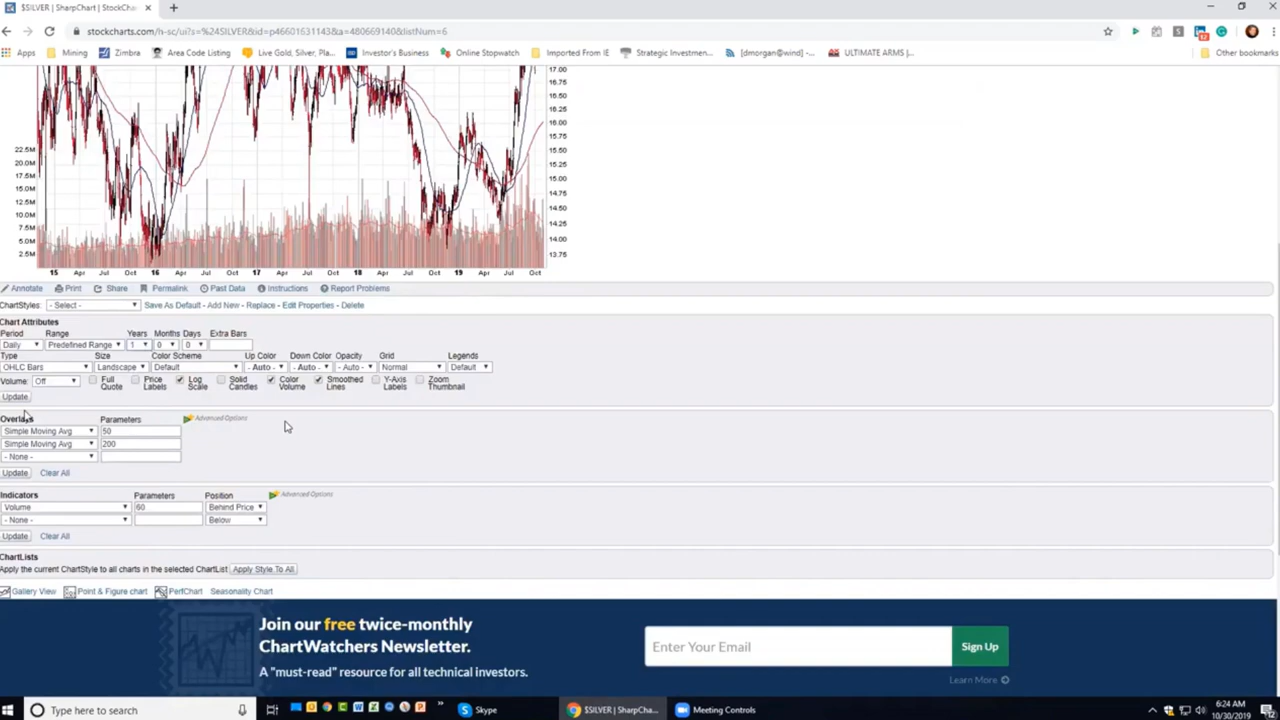 $SILVER | SharpChart | StockChar
stockcharts.com/h-sc/ui?s=%24SILVER&id=p46601631143&a=480669140&listNum=6
Apps Mining Zimbra Area Code Listing Live Gold, Silver, Pla... Investor's Business Online Stopwatch Imported From IE Strategic Investmen... [dmorgan@wind] -... ULTIMATE ARMS |... Other bookmarks
17.00
16.75
16.50
16.25
16.00
15.75
22.5M 15.50
20.0M 15.25
17.5M 15.00
15.0M 14.75
12.5M
10.0M 14.50
7.5M 14.25
5.0M 14.00
2.5M 13.75
15 Apr Jul Oct 16 Apr Jul Oct 17 Apr Jul Oct 18 Apr Jul Oct 19 Apr Jul Oct
Annotate Print Share Permalink Past Data Instructions Report Problems
ChartStyles: - Select - Save As Default - Add New - Replace - Edit Properties - Delete
Chart Attributes
Period Range Years Months Days Extra Bars
Daily Predefined Range 1 0 0
Type Size Color Scheme Up Color Down Color Opacity Grid Legends
OHLC Bars Landscape Default - Auto - - Auto - - Auto - Normal Default
Volume: Off Full Quote Price Labels Log Scale Solid Candles Color Volume Smoothed Lines Y-Axis Labels Zoom Thumbnail
Update
Overlays Parameters Advanced Options
Simple Moving Avg 50
Simple Moving Avg 200
- None -
Update Clear All
Indicators Parameters Position Advanced Options
Volume 60 Behind Price
- None - Below
Update Clear All
ChartLists
Apply the current ChartStyle to all charts in the selected ChartList Apply Style To All
Gallery View Point & Figure chart PerfChart Seasonality Chart
Join our free twice-monthly
ChartWatchers Newsletter.
A "must-read" resource for all technical investors.
Enter Your Email Sign Up
Learn More
Type here to search Skype $SILVER | SharpCha... Meeting Controls
6:24 AM
10/30/2019